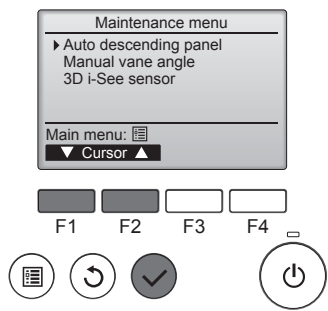 Maintenance menu
Auto descending panel
Manual vane angle
3D i-See sensor
Main menu:
▼ Cursor ▲
F1 F2 F3 F4